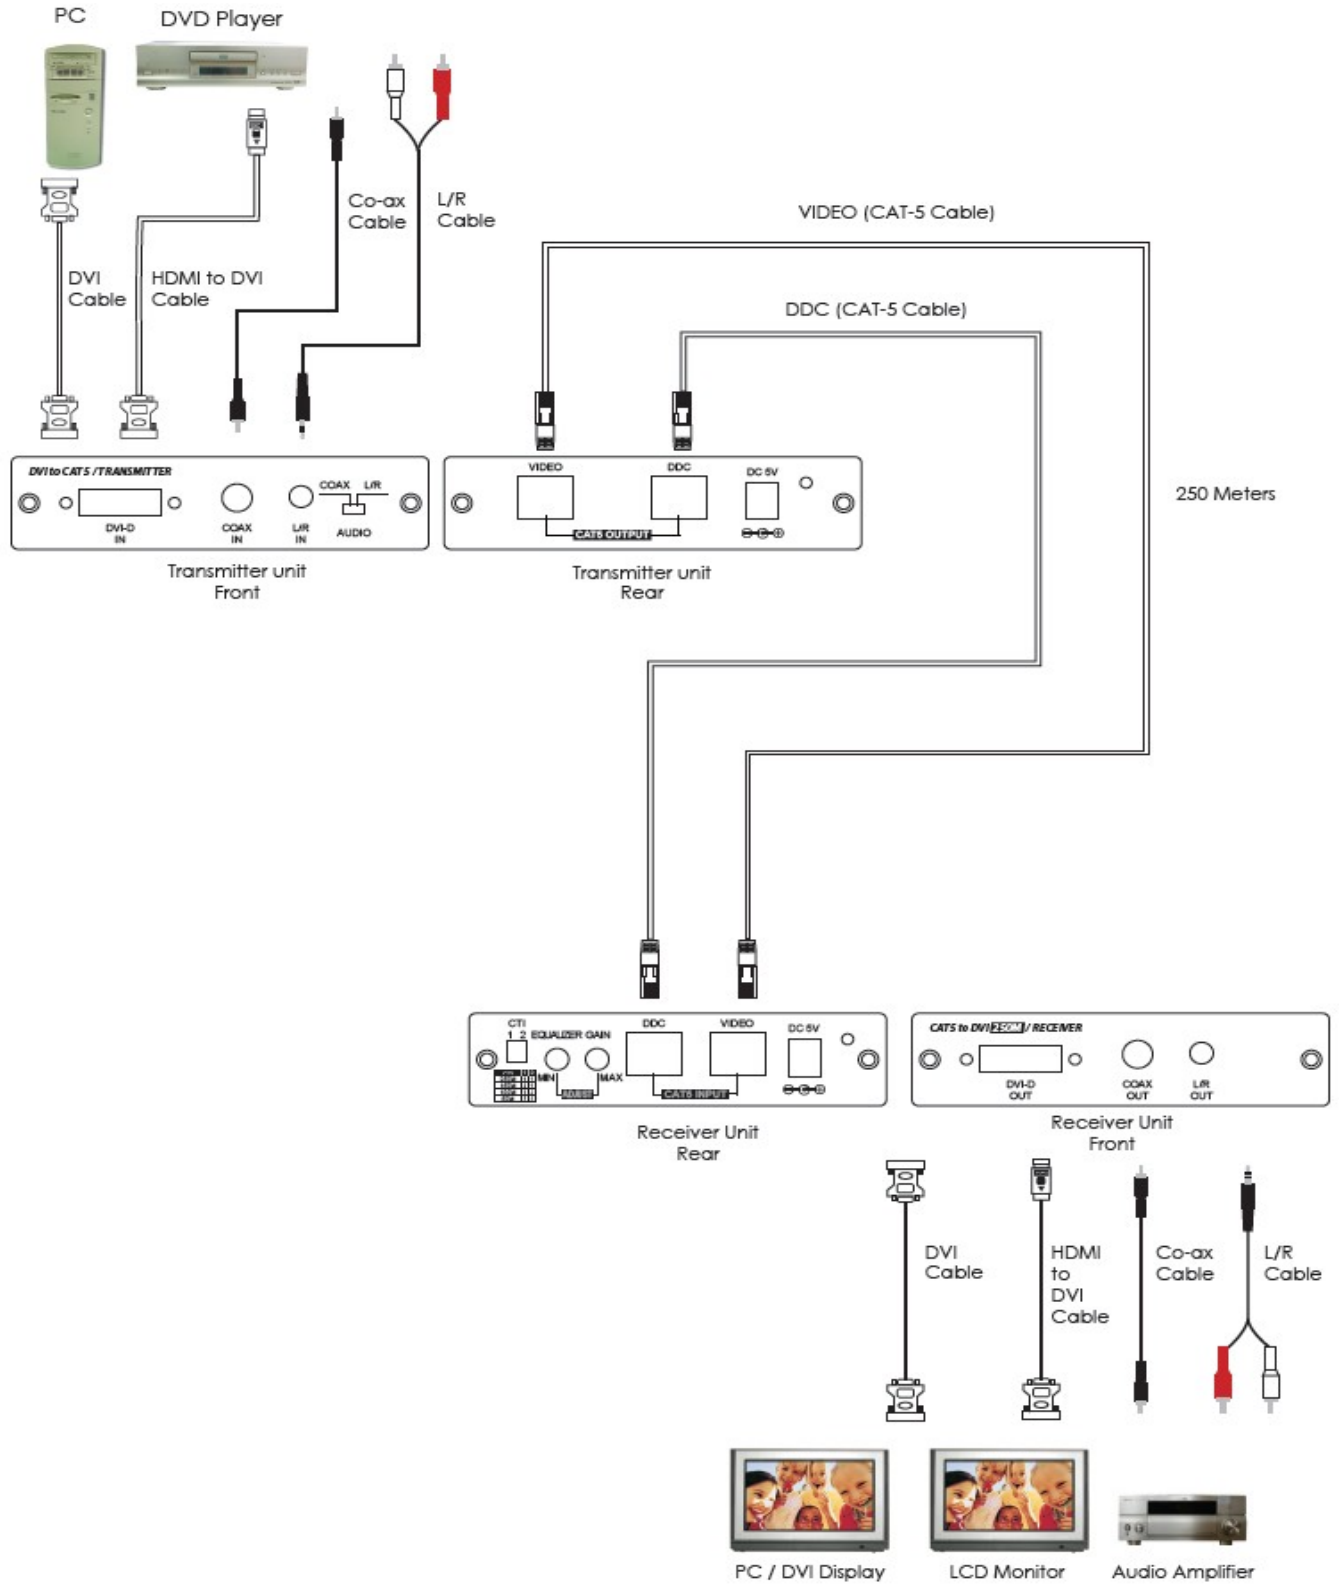 PC
DVD Player
Co-ax
Cable
L/R
Cable
DVI
Cable
HDMI to DVI
Cable
VIDEO (CAT-5 Cable)
DDC (CAT-5 Cable)
250 Meters
DVI to CAT5 / TRANSMITTER
DVI-D
IN
COAX
IN
L/R
IN
COAX L/R
AUDIO
Transmitter unit
Front
VIDEO
DDC
DC 5V
CAT5 OUTPUT
Transmitter unit
Rear
CTI
1 2
EQUALIZER GAIN
MIN
MAX
ADJUST
DDC
VIDEO
DC 5V
CAT5 INPUT
Receiver Unit
Rear
CAT5 to DVI 250M / RECEIVER
DVI-D
OUT
COAX
OUT
L/R
OUT
Receiver Unit
Front
DVI
Cable
HDMI
to
DVI
Cable
Co-ax
Cable
L/R
Cable
PC / DVI Display
LCD Monitor
Audio Amplifier